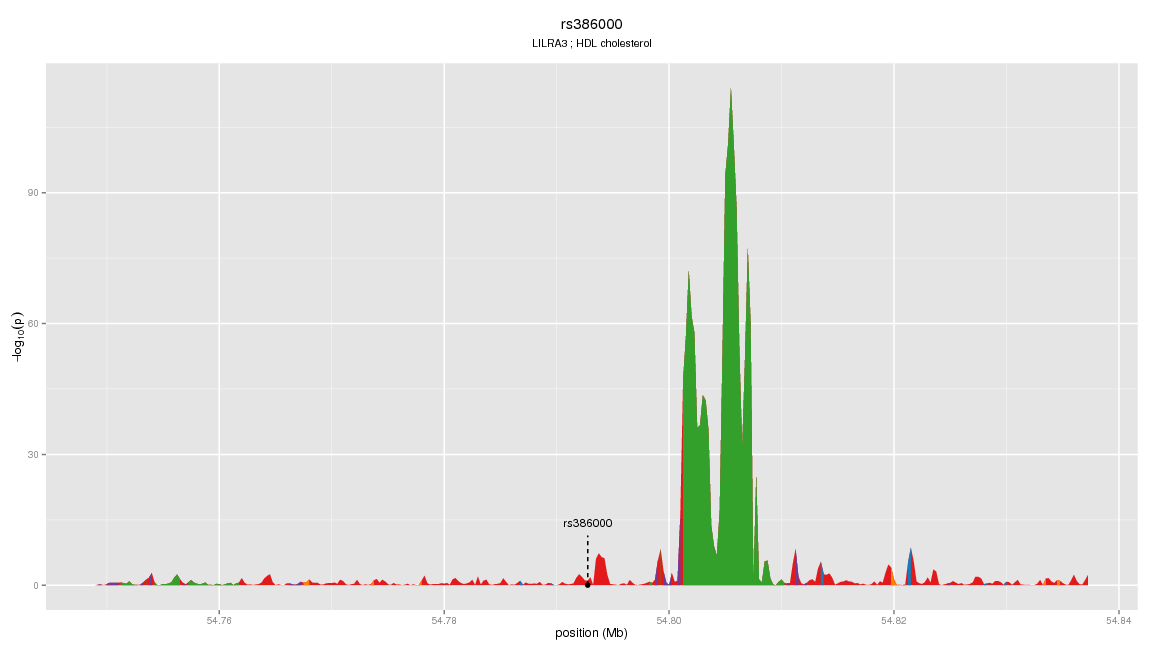 rs386000
LILRA3 ; HDL cholesterol
-log10(p)
90
60
30
0
rs386000
54.76
54.78
54.80
54.82
54.84
position (Mb)